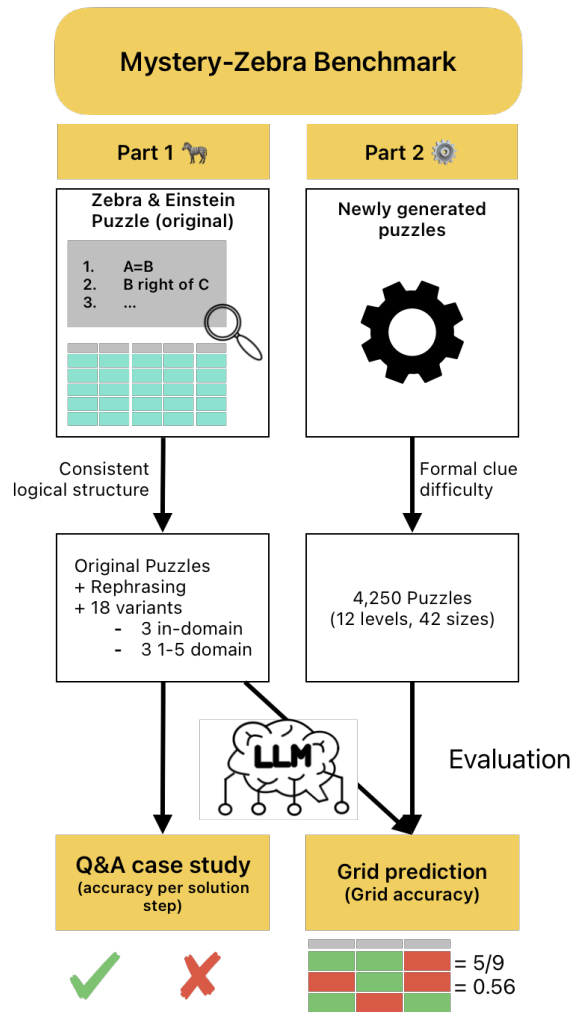 Mystery-Zebra Benchmark
Part 1
Part 2
Zebra & Einstein
Puzzle (original)
1. A=B
2. B right of C
3. ...
Newly generated
puzzles
Consistent
logical structure
Formal clue
difficulty
Original Puzzles
+ Rephrasing
+ 18 variants
- 3 in-domain
- 3 1-5 domain
4,250 Puzzles
(12 levels, 42 sizes)
LLM
Evaluation
Q&A case study
(accuracy per solution
step)
Grid prediction
(Grid accuracy)
= 5/9
= 0.56